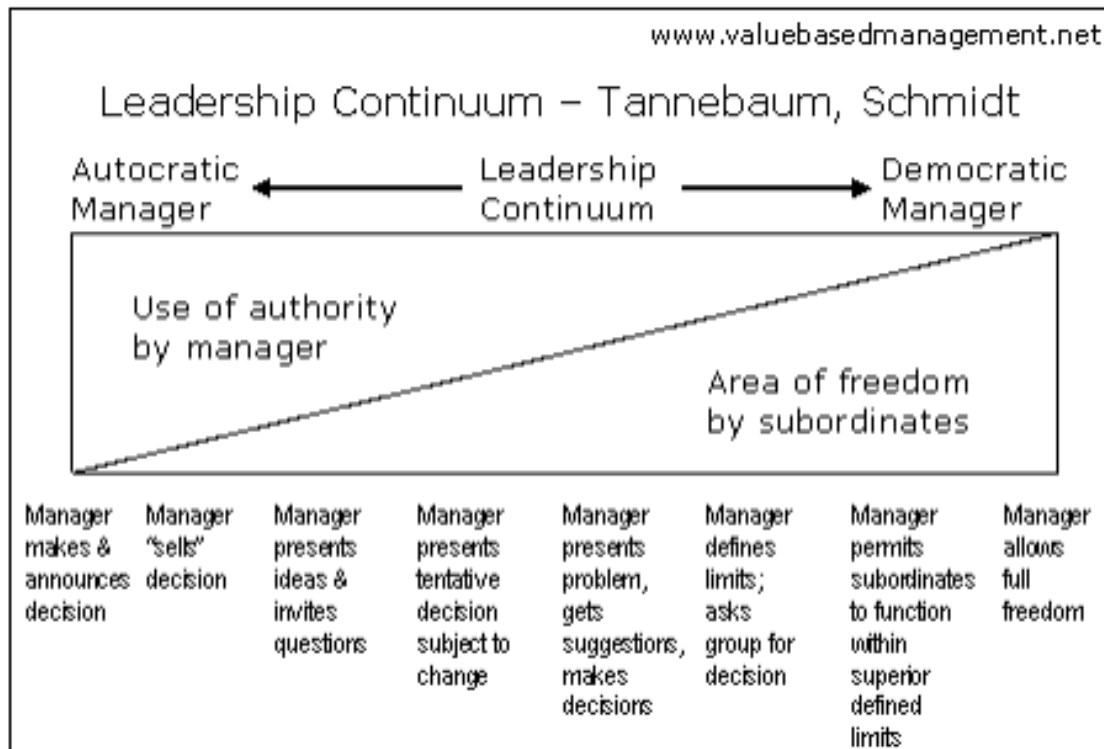 www.valuebasedmanagement.net
Leadership Continuum – Tannebaum, Schmidt
Autocratic
Manager
Leadership
Continuum
Democratic
Manager
Use of authority
by manager
Area of freedom
by subordinates
Manager
makes &
announces
decision
Manager
“sells”
decision
Manager
presents
ideas &
invites
questions
Manager
presents
tentative
decision
subject to
change
Manager
presents
problem,
gets
suggestions,
makes
decisions
Manager
defines
limits;
asks
group for
decision
Manager
permits
subordinates
to function
within
superior
defined
limits
Manager
allows
full
freedom